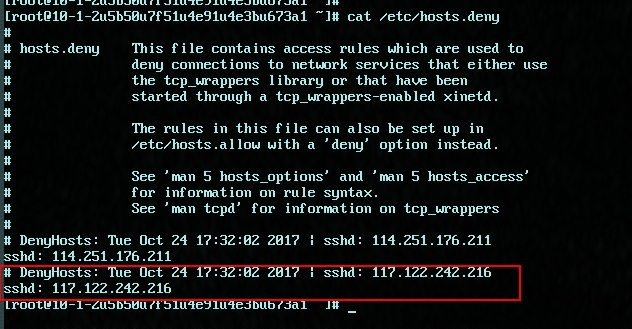 [root@10-1-2u5b50u7f51u4e91u4e3bu673a1 ~]#
[root@10-1-2u5b50u7f51u4e91u4e3bu673a1 ~]# cat /etc/hosts.deny
#
# hosts.deny    This file contains access rules which are used to
#               deny connections to network services that either use
#               the tcp_wrappers library or that have been
#               started through a tcp_wrappers-enabled xinetd.
#
#               The rules in this file can also be set up in
#               /etc/hosts.allow with a 'deny' option instead.
#
#               See 'man 5 hosts_options' and 'man 5 hosts_access'
#               for information on rule syntax.
#               See 'man tcpd' for information on tcp_wrappers
#
# DenyHosts: Tue Oct 24 17:32:02 2017 | sshd: 114.251.176.211
sshd: 114.251.176.211
# DenyHosts: Tue Oct 24 17:32:02 2017 | sshd: 117.122.242.216
sshd: 117.122.242.216
[root@10-1-2u5b50u7f51u4e91u4e3bu673a1 ~]# _